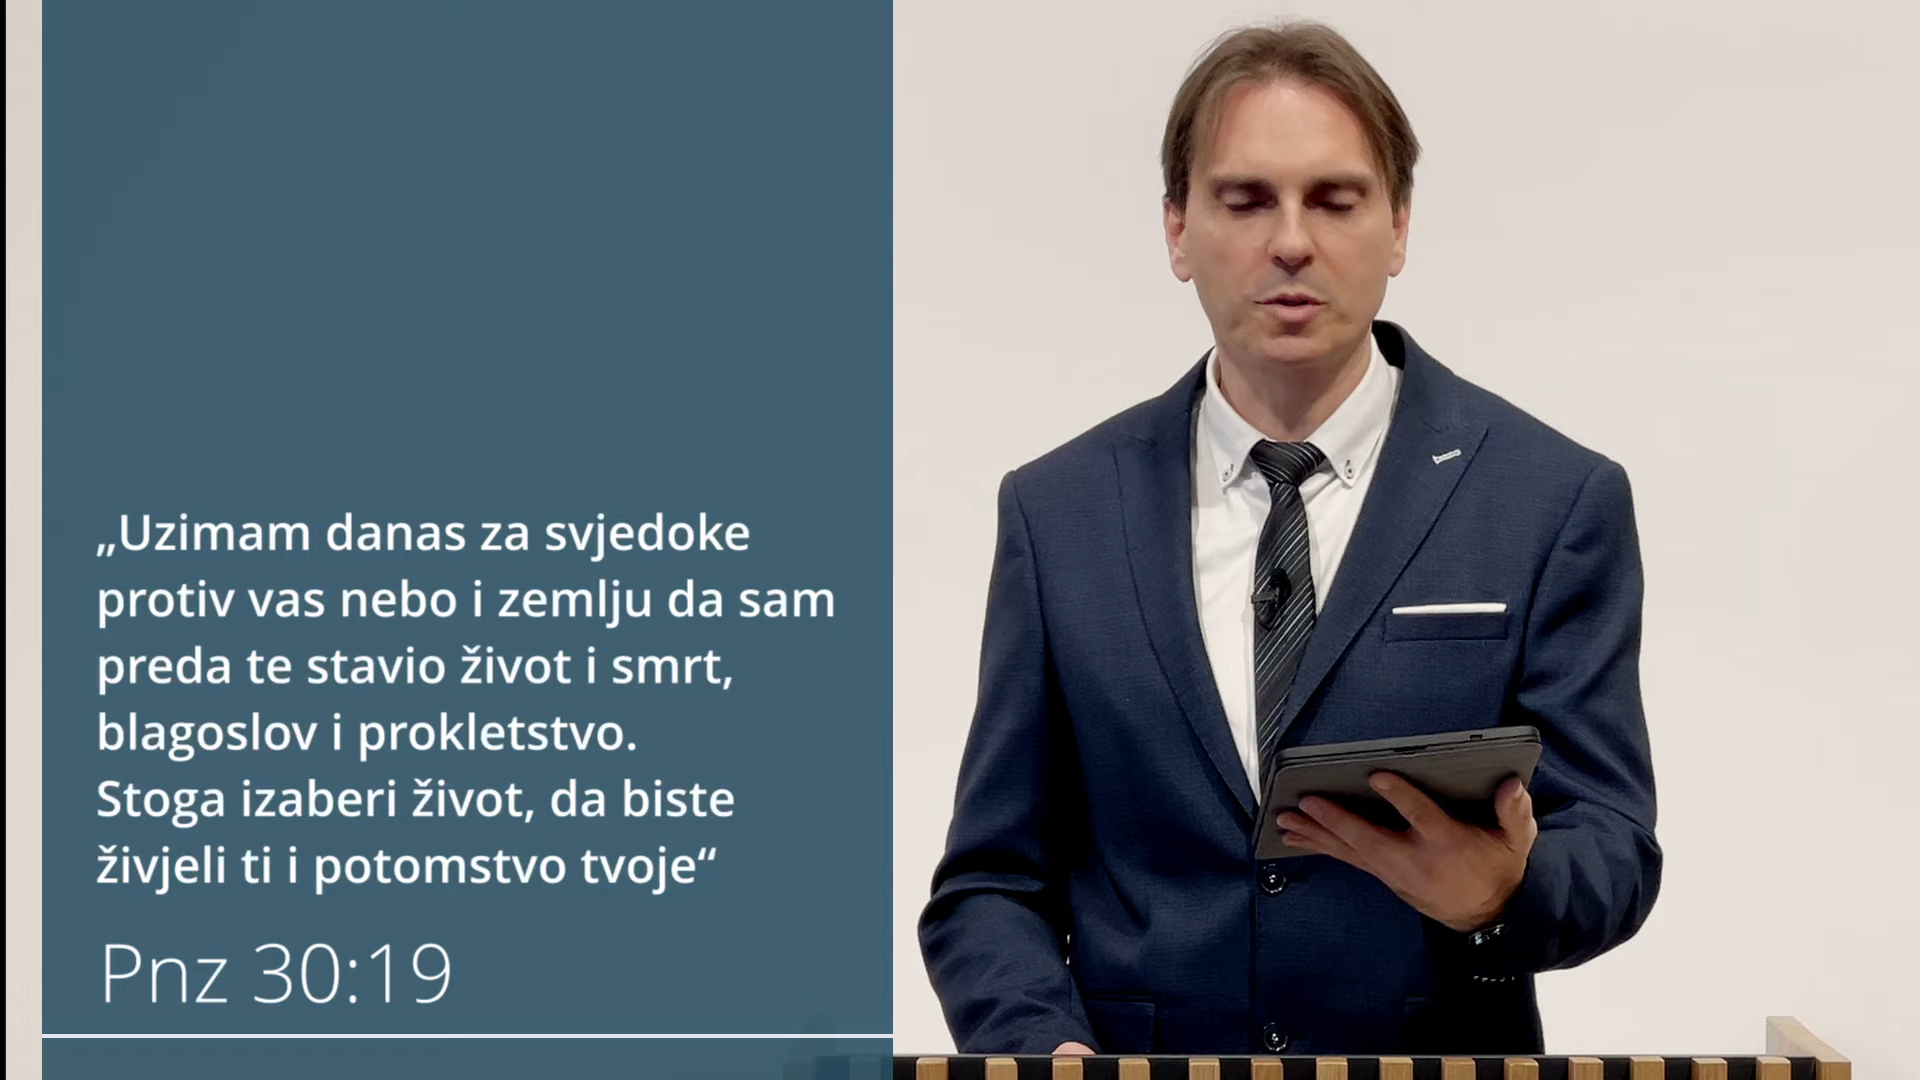 „Uzimam danas za svjedoke
protiv vas nebo i zemlju da sam
preda te stavio život i smrt,
blagoslov i prokletstvo.
Stoga izaberi život, da biste
živjeli ti i potomstvo tvoje“
Pnz 30:19